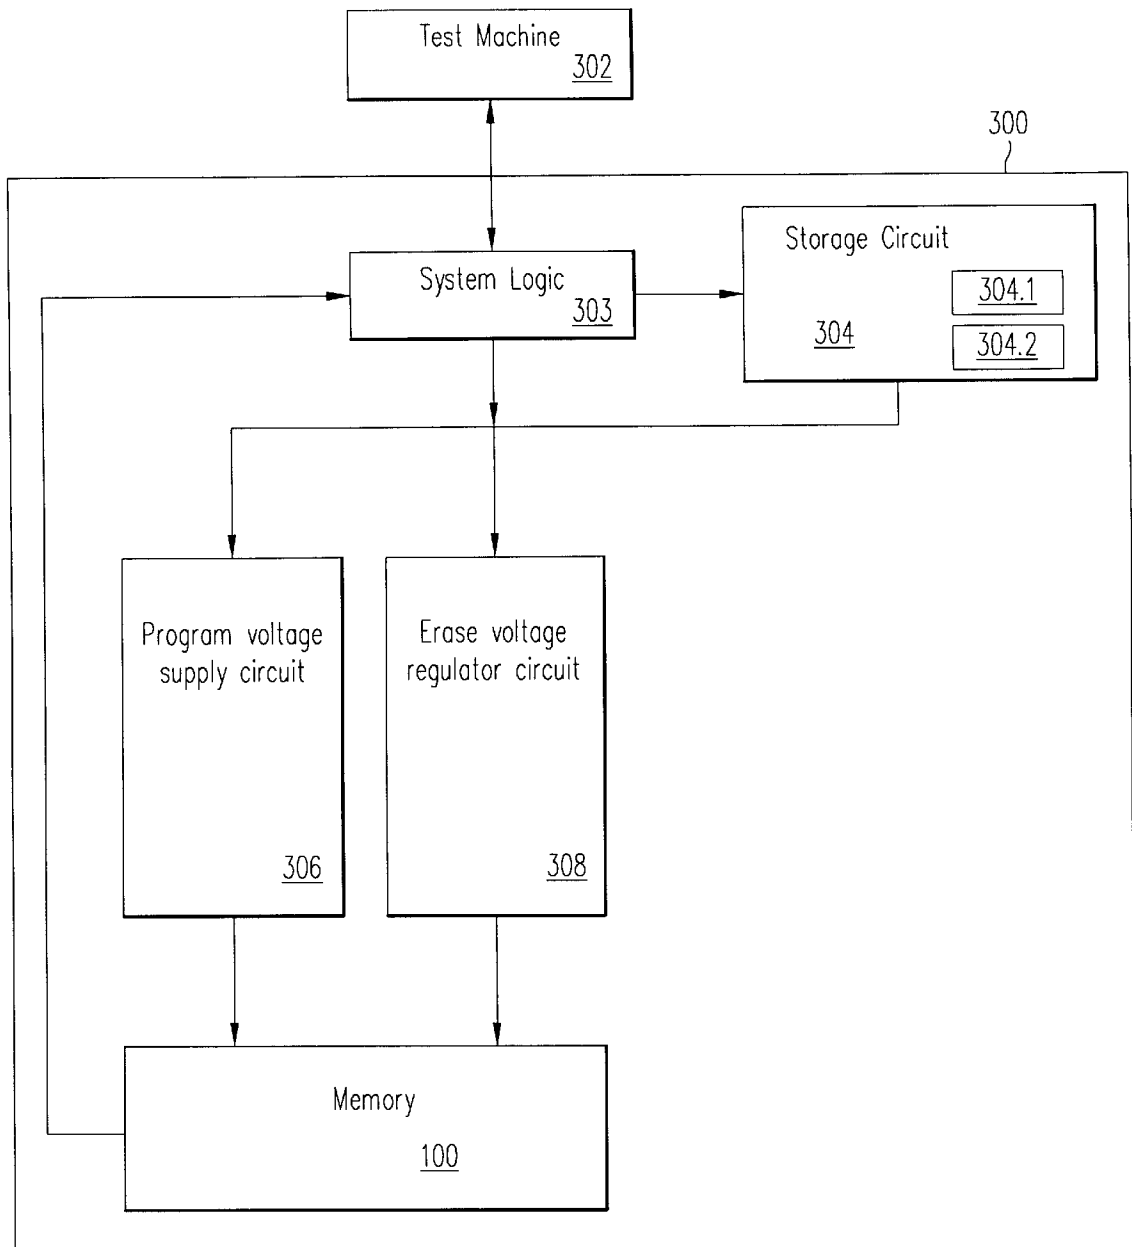 Test Machine
302
300
System Logic
303
Storage Circuit
304.1
304.2
304
Program voltage
supply circuit
306
Erase voltage
regulator circuit
308
Memory
100